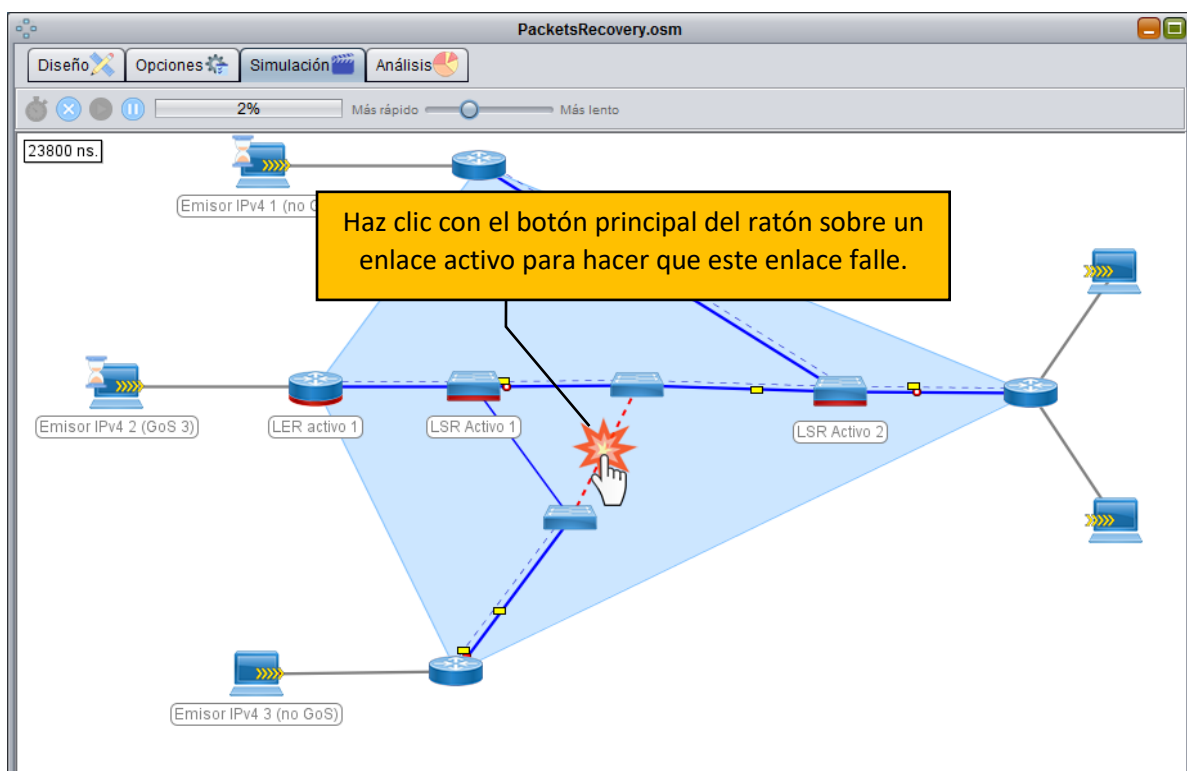 PacketsRecovery.osm
Diseño Opciones Simulación Análisis
2% Más rápido Más lento
23800 ns.
Emisor IPv4 1 (no
Haz clic con el botón principal del ratón sobre un
enlace activo para hacer que este enlace falle.
Emisor IPv4 2 (GoS 3)
LER activo 1
LSR Activo 1
LSR Activo 2
Emisor IPv4 3 (no GoS)